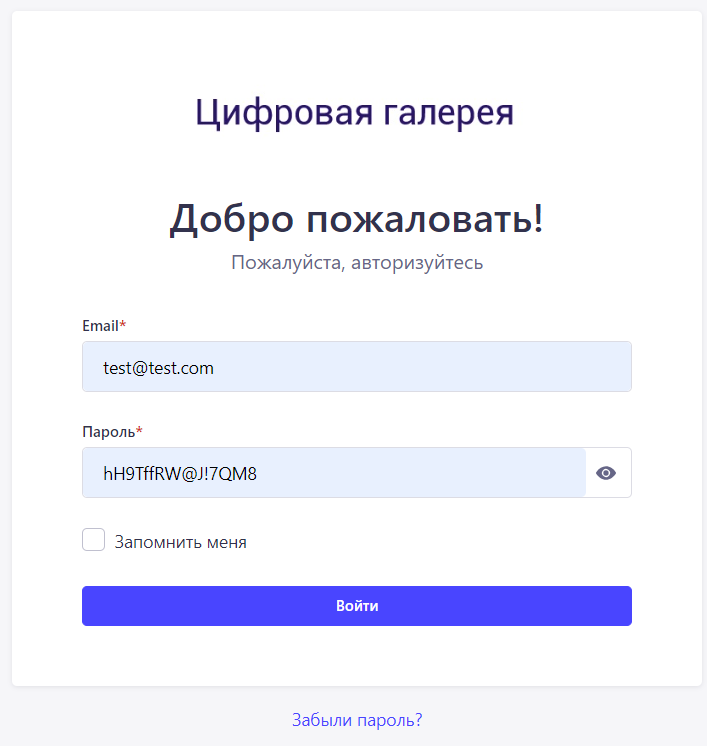 Цифровая галерея
Добро пожаловать!
Пожалуйста, авторизуйтесь
Email*
test@test.com
Пароль*
hH9TffRW@J!7QM8
Запомнить меня
Войти
Забыли пароль?